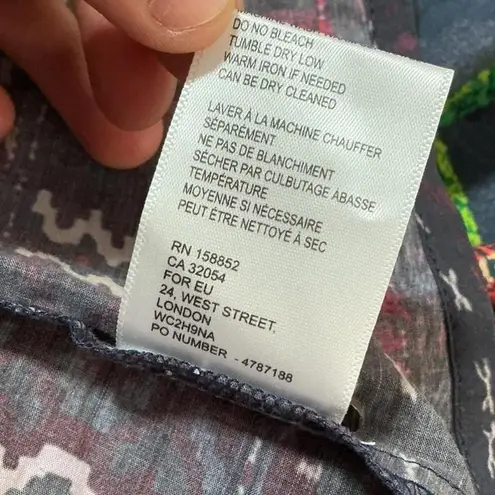 DO NOT BLEACH
TUMBLE DRY LOW
WARM IRON IF NEEDED
CAN BE DRY CLEANED
LAVER À LA MACHINE CHAUFFER
SÉPARÉMENT
NE PAS DE BLANCHIMENT
SÉCHER PAR CULBUTAGE ABASSE
TEMPÉRATURE
MOYENNE SI NÉCESSAIRE
PEUT ÊTRE NETTOYÉ À SEC
RN 158852
CA 32054
FOR EU
24, WEST STREET,
LONDON
WC2H9NA
PO NUMBER - 4787188